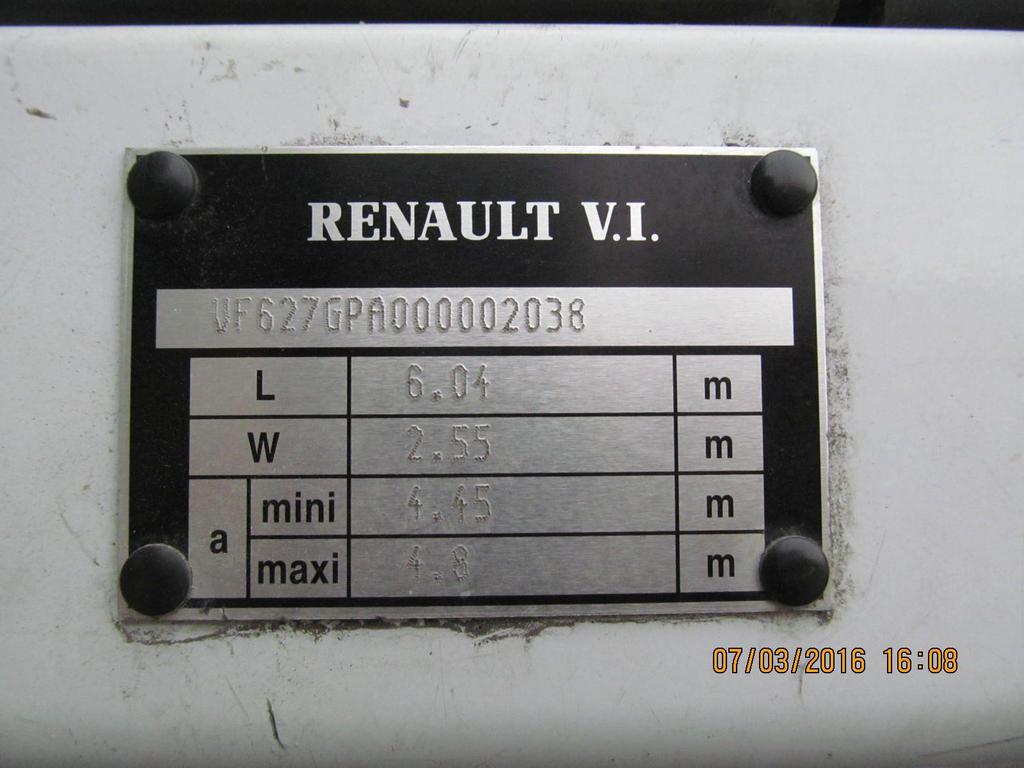 RENAULT V.I.
VF627GPA000002038
L 6.04 m
W 2.55 m
a mini 4.45 m
maxi 4.8 m
07/03/2016 16:08